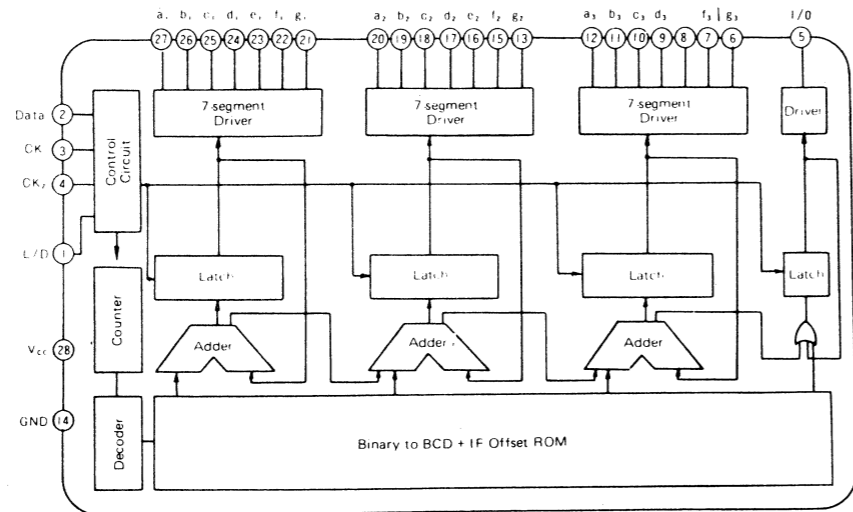 a₁ b₁ c₁ d₁ e₁ f₁ g₁
a₂ b₂ c₂ d₂ e₂ f₂ g₂
a₃ b₃ c₃ d₃ f₃ g₃
I/O
27 26 25 24 23 22 21
20 19 18 17 16 15 13
12 11 10 9 8 7 6
5
7-segment
Driver
7-segment
Driver
7-segment
Driver
Driver
Data 2
CK 3
CK₂ 4
L/D 1
Control
Circuit
Latch
Latch
Latch
Latch
Counter
Adder
Adder
Adder
Vcc 28
GND 14
Decoder
Binary to BCD + IF Offset ROM